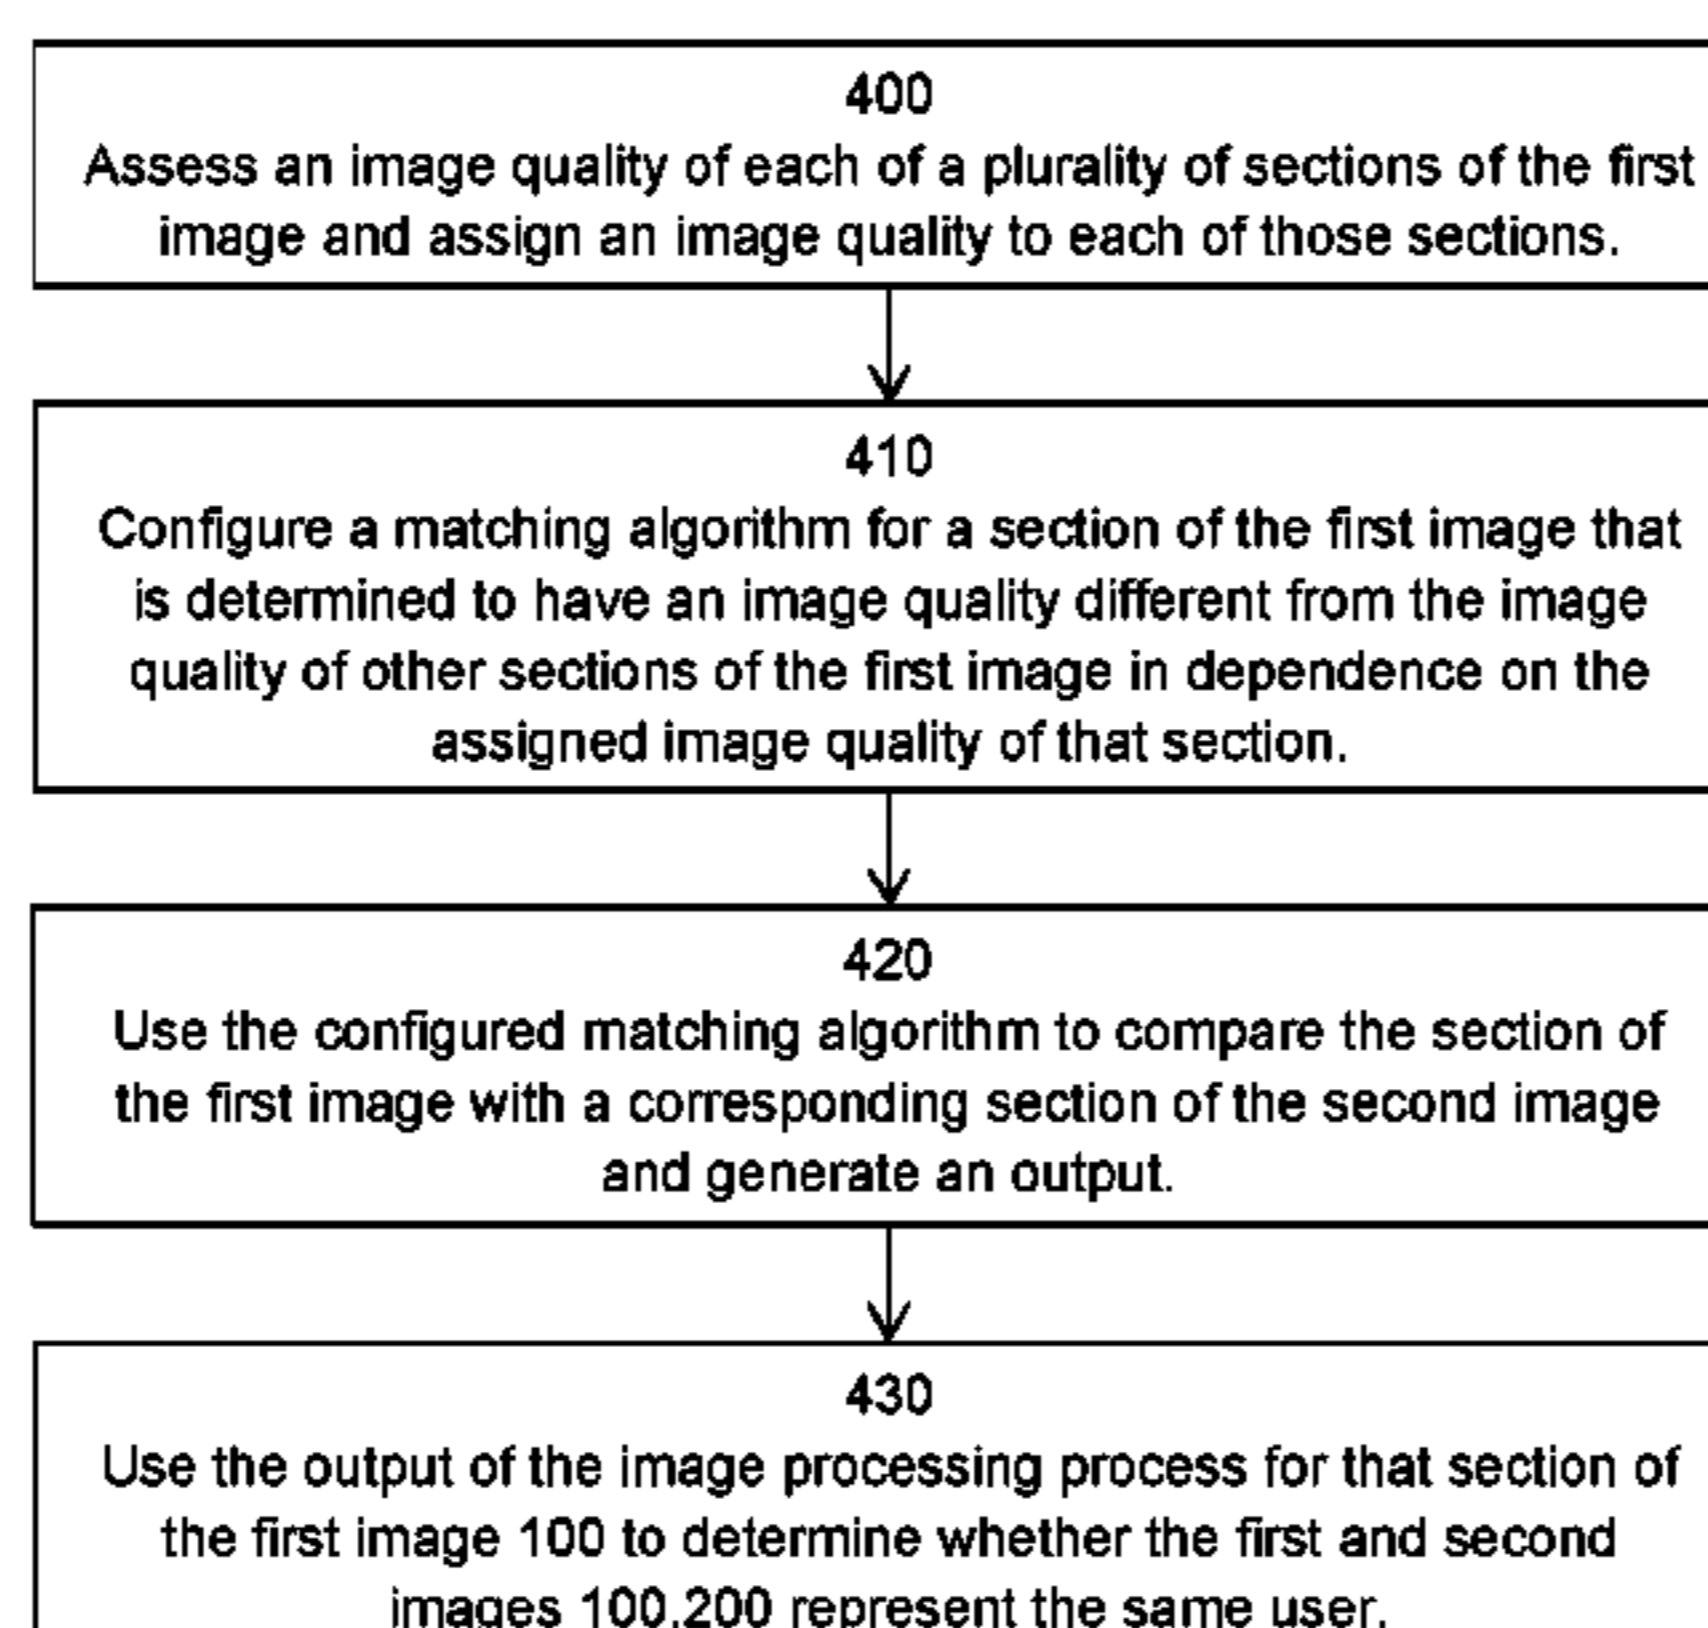 400
Assess an image quality of each of a plurality of sections of the first
image and assign an image quality to each of those sections.
410
Configure a matching algorithm for a section of the first image that
is determined to have an image quality different from the image
quality of other sections of the first image in dependence on the
assigned image quality of that section.
420
Use the configured matching algorithm to compare the section of
the first image with a corresponding section of the second image
and generate an output.
430
Use the output of the image processing process for that section of
the first image 100 to determine whether the first and second
images 100,200 represent the same user.